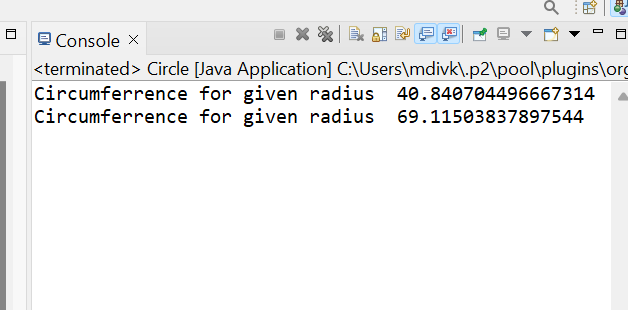 Console
<terminated> Circle [Java Application] C:\Users\mdivk\.p2\pool\plugins\org
Circumferrence for given radius  40.840704496667314
Circumferrence for given radius  69.11503837897544